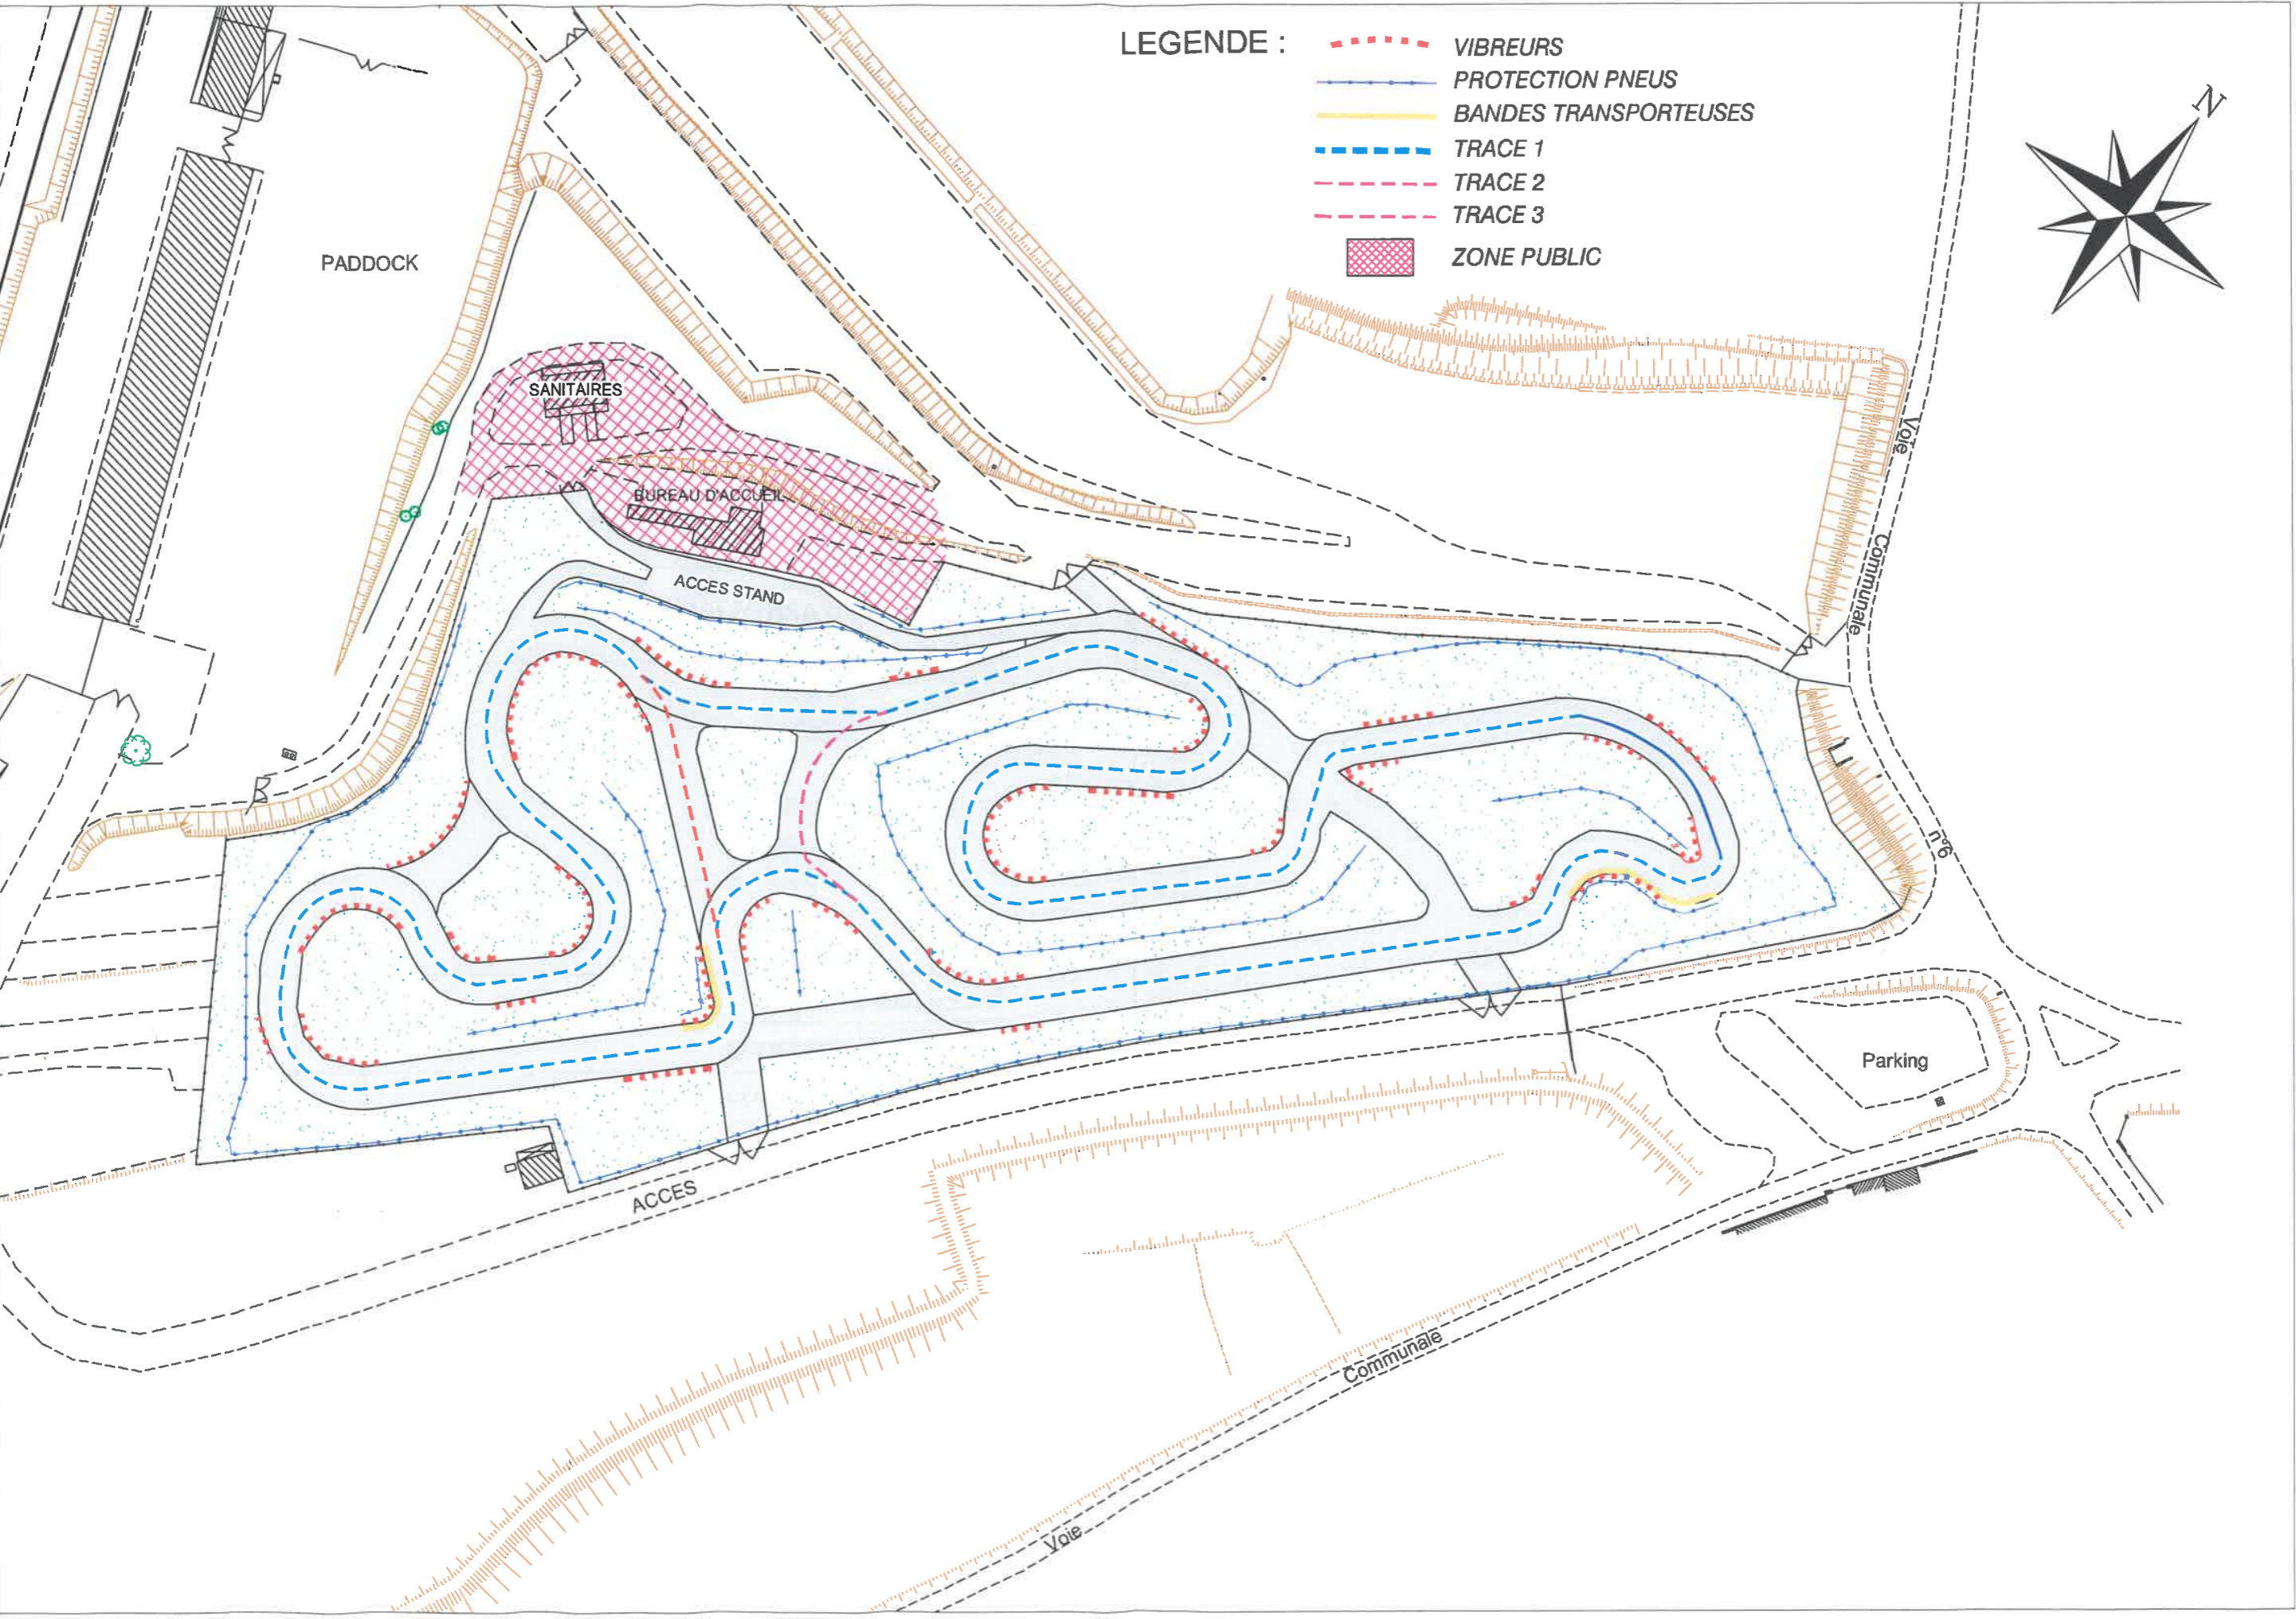 LEGENDE :
VIBREURS
PROTECTION PNEUS
BANDES TRANSPORTEUSES
TRACE 1
TRACE 2
TRACE 3
ZONE PUBLIC
N
PADDOCK
SANITAIRES
BUREAU D'ACCUEIL
ACCES STAND
Voie
Communale
n°6
Parking
ACCES
Communale
Voie